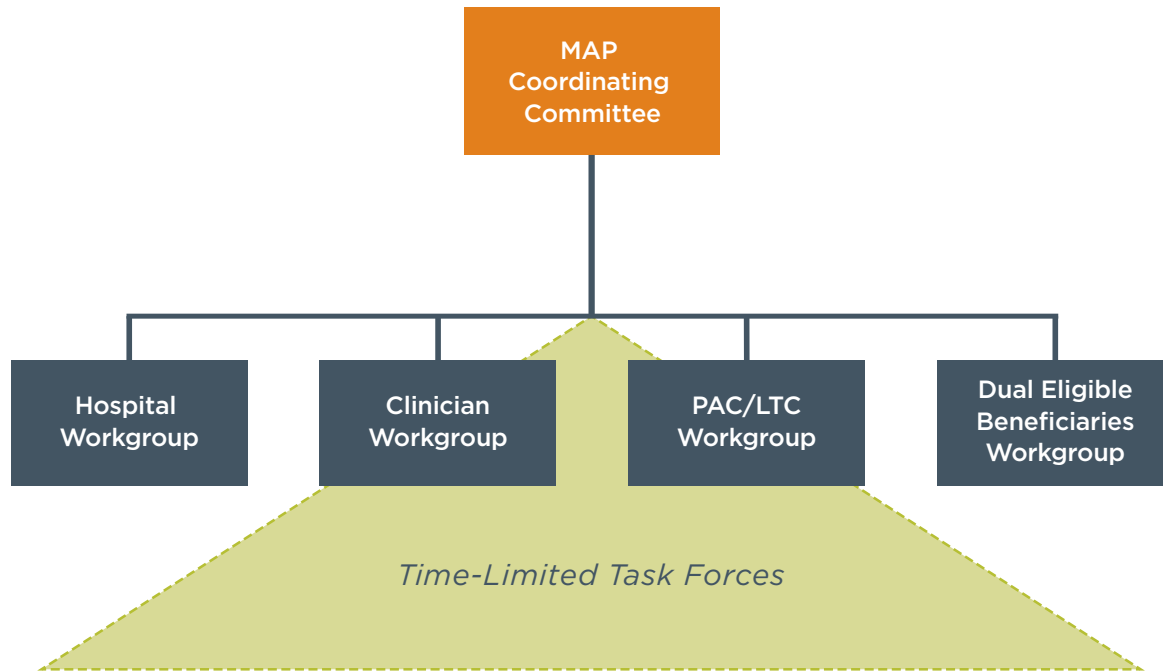 MAP
Coordinating
Committee
Hospital
Workgroup
Clinician
Workgroup
PAC/LTC
Workgroup
Dual Eligible
Beneficiaries
Workgroup
Time-Limited Task Forces